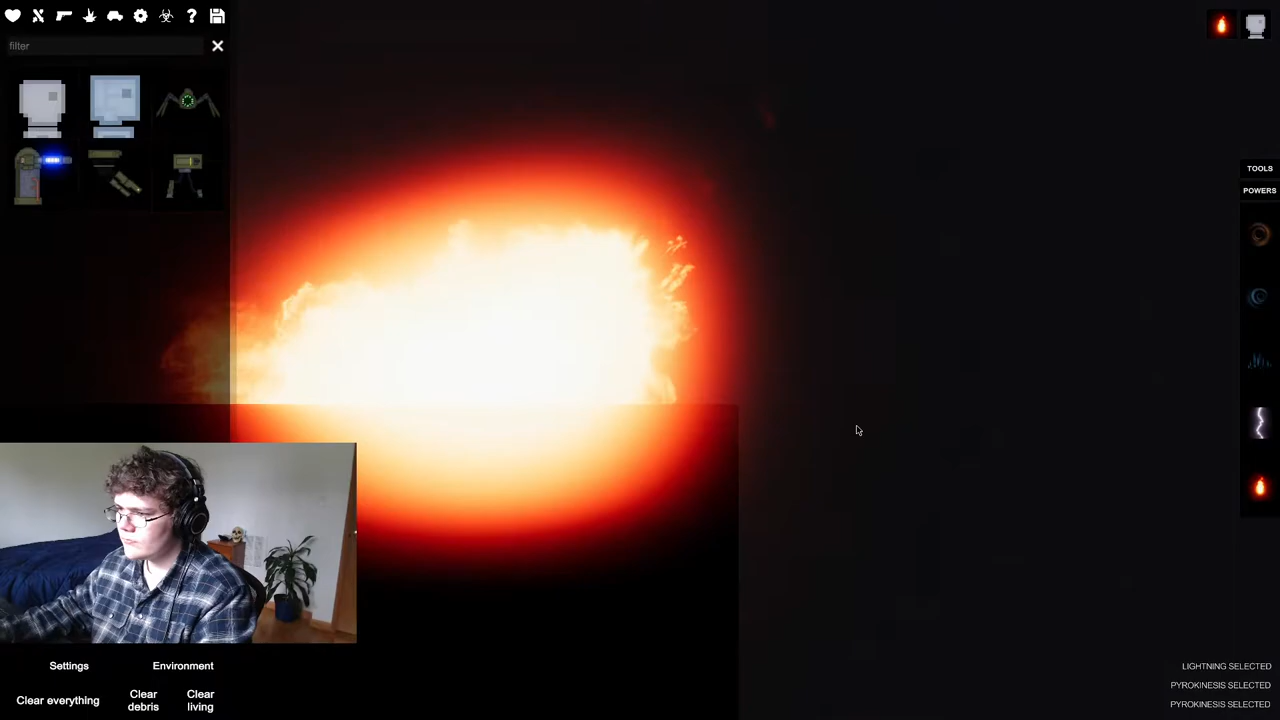 filter
TOOLS
POWERS
Settings
Environment
Clear everything
Clear
debris
Clear
living
LIGHTNING SELECTED
PYROKINESIS SELECTED
PYROKINESIS SELECTED